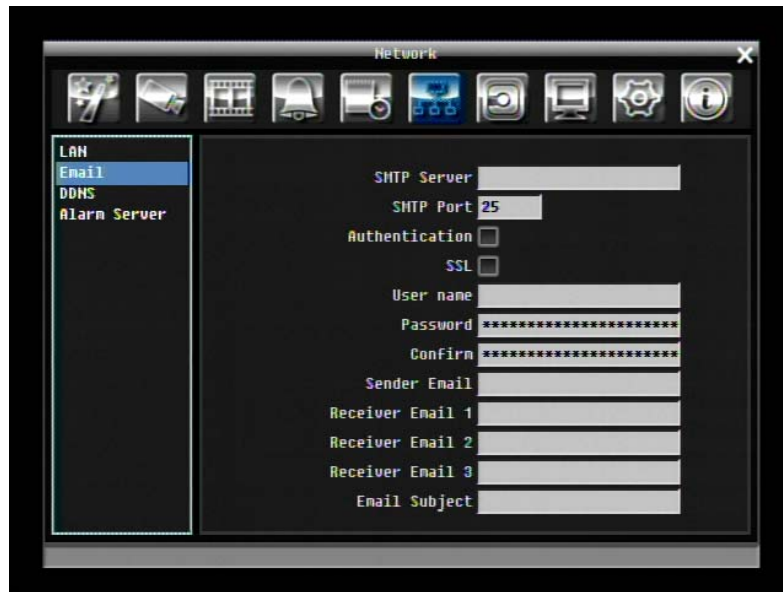 Network
LAN
Email
DDNS
Alarm Server
SMTP Server
SMTP Port 25
Authentication
SSL
User name
Password **********************
Confirm **********************
Sender Email
Receiver Email 1
Receiver Email 2
Receiver Email 3
Email Subject